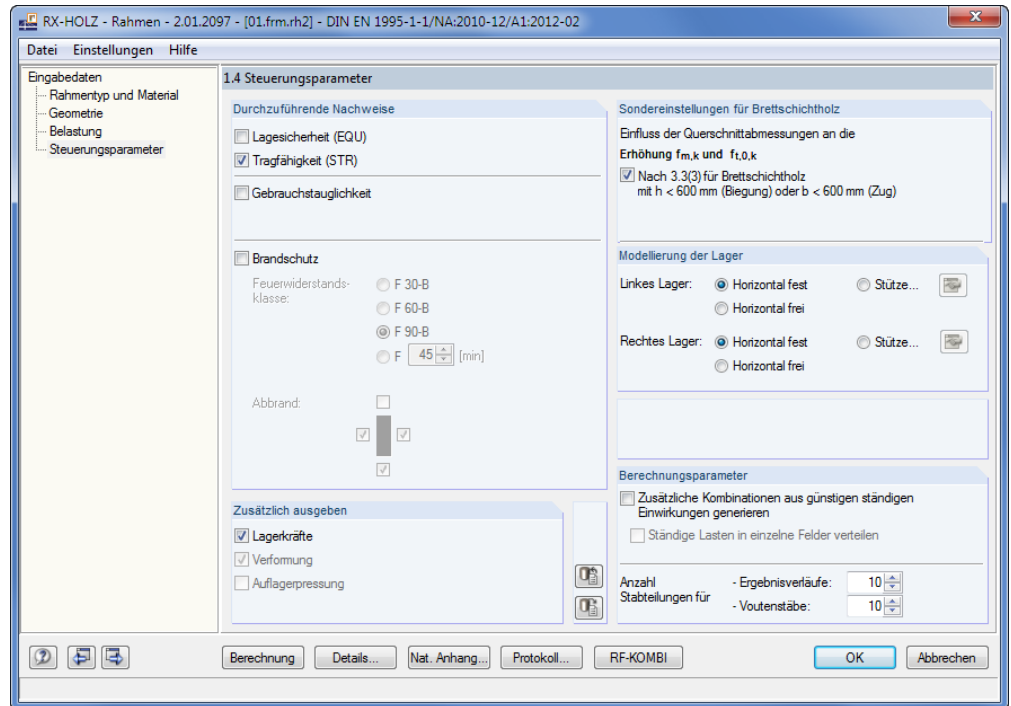 RX-HOLZ - Rahmen - 2.01.2097 - [01.frm.rh2] - DIN EN 1995-1-1/NA:2010-12/A1:2012-02
Datei Einstellungen Hilfe
Eingabedaten
Rahmentyp und Material
Geometrie
Belastung
Steuerungsparameter
1.4 Steuerungsparameter
Durchzuführende Nachweise
Lagesicherheit (EQU)
Tragfähigkeit (STR)
Gebrauchstauglichkeit
Brandschutz
Feuerwiderstands-
klasse:
F 30-B
F 60-B
F 90-B
F 45 [min]
Abbrand:
Zusätzlich ausgeben
Lagerkräfte
Verformung
Auflagerpressung
Sondereinstellungen für Brettschichtholz
Einfluss der Querschnittabmessungen an die
Erhöhung fm,k und ft,0,k
Nach 3.3(3) für Brettschichtholz
mit h < 600 mm (Biegung) oder b < 600 mm (Zug)
Modellierung der Lager
Linkes Lager: Horizontal fest Stütze...
Horizontal frei
Rechtes Lager: Horizontal fest Stütze...
Horizontal frei
Berechnungsparameter
Zusätzliche Kombinationen aus günstigen ständigen
Einwirkungen generieren
Ständige Lasten in einzelne Felder verteilen
Anzahl
Stabteilungen für
- Ergebnisverläufe: 10
- Voutenstäbe: 10
Berechnung Details... Nat. Anhang... Protokoll... RF-KOMBI OK Abbrechen